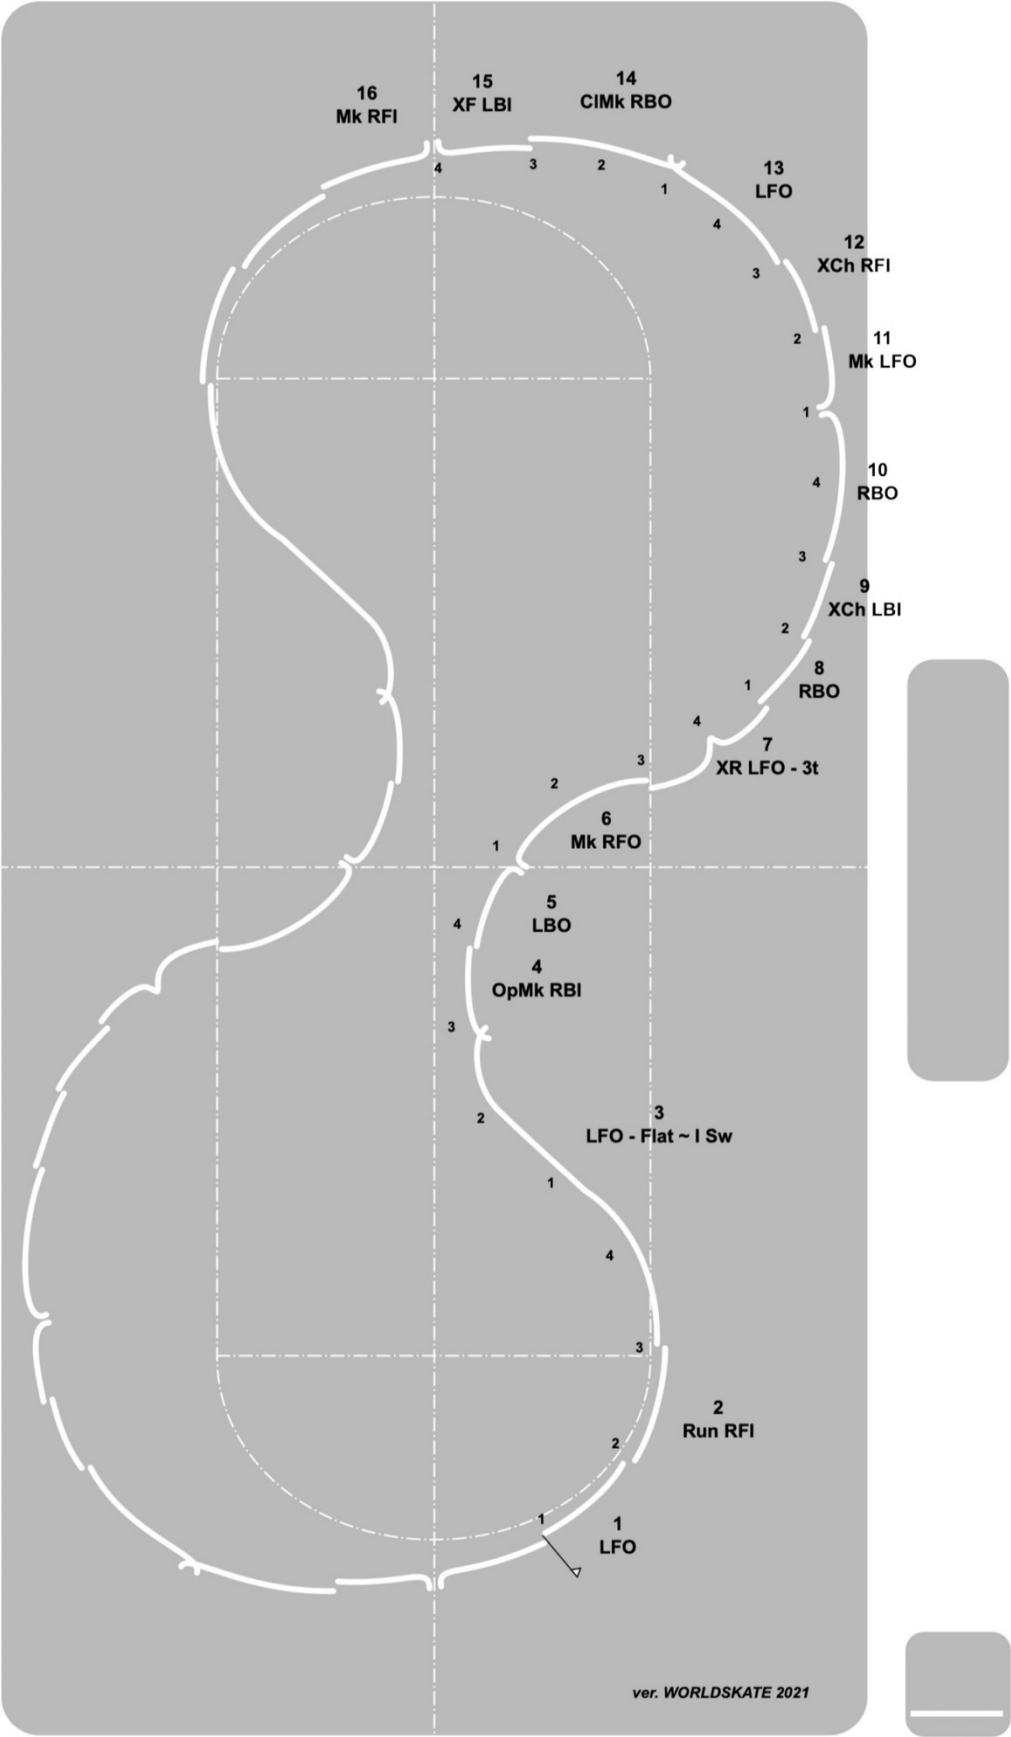 16
Mk RFI
15
XF LBI
14
ClMk RBO
4
3
2
1
13
LFO
4
3
12
XCh RFI
2
11
Mk LFO
1
4
10
RBO
3
9
XCh LBI
2
8
RBO
1
4
7
XR LFO - 3t
3
2
6
Mk RFO
1
5
LBO
4
4
OpMk RBI
3
2
3
LFO - Flat ~ I Sw
1
4
3
2
Run RFI
2
1
1
LFO
ver. WORLDSKATE 2021